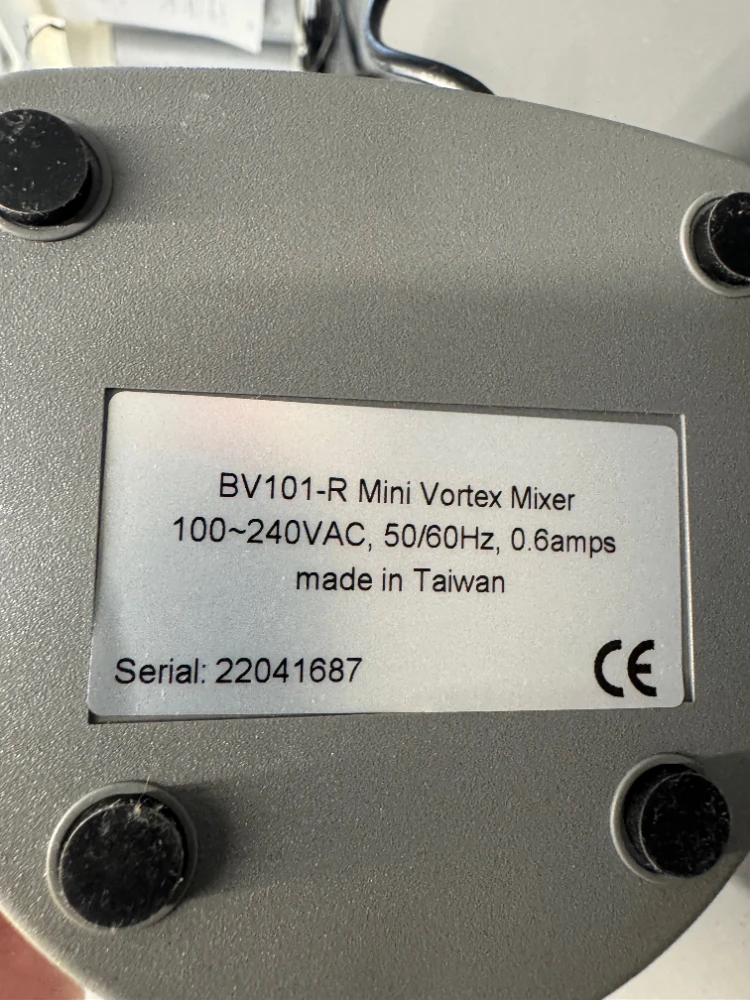 BV101-R Mini Vortex Mixer
100~240VAC, 50/60Hz, 0.6amps
made in Taiwan
Serial: 22041687
CE